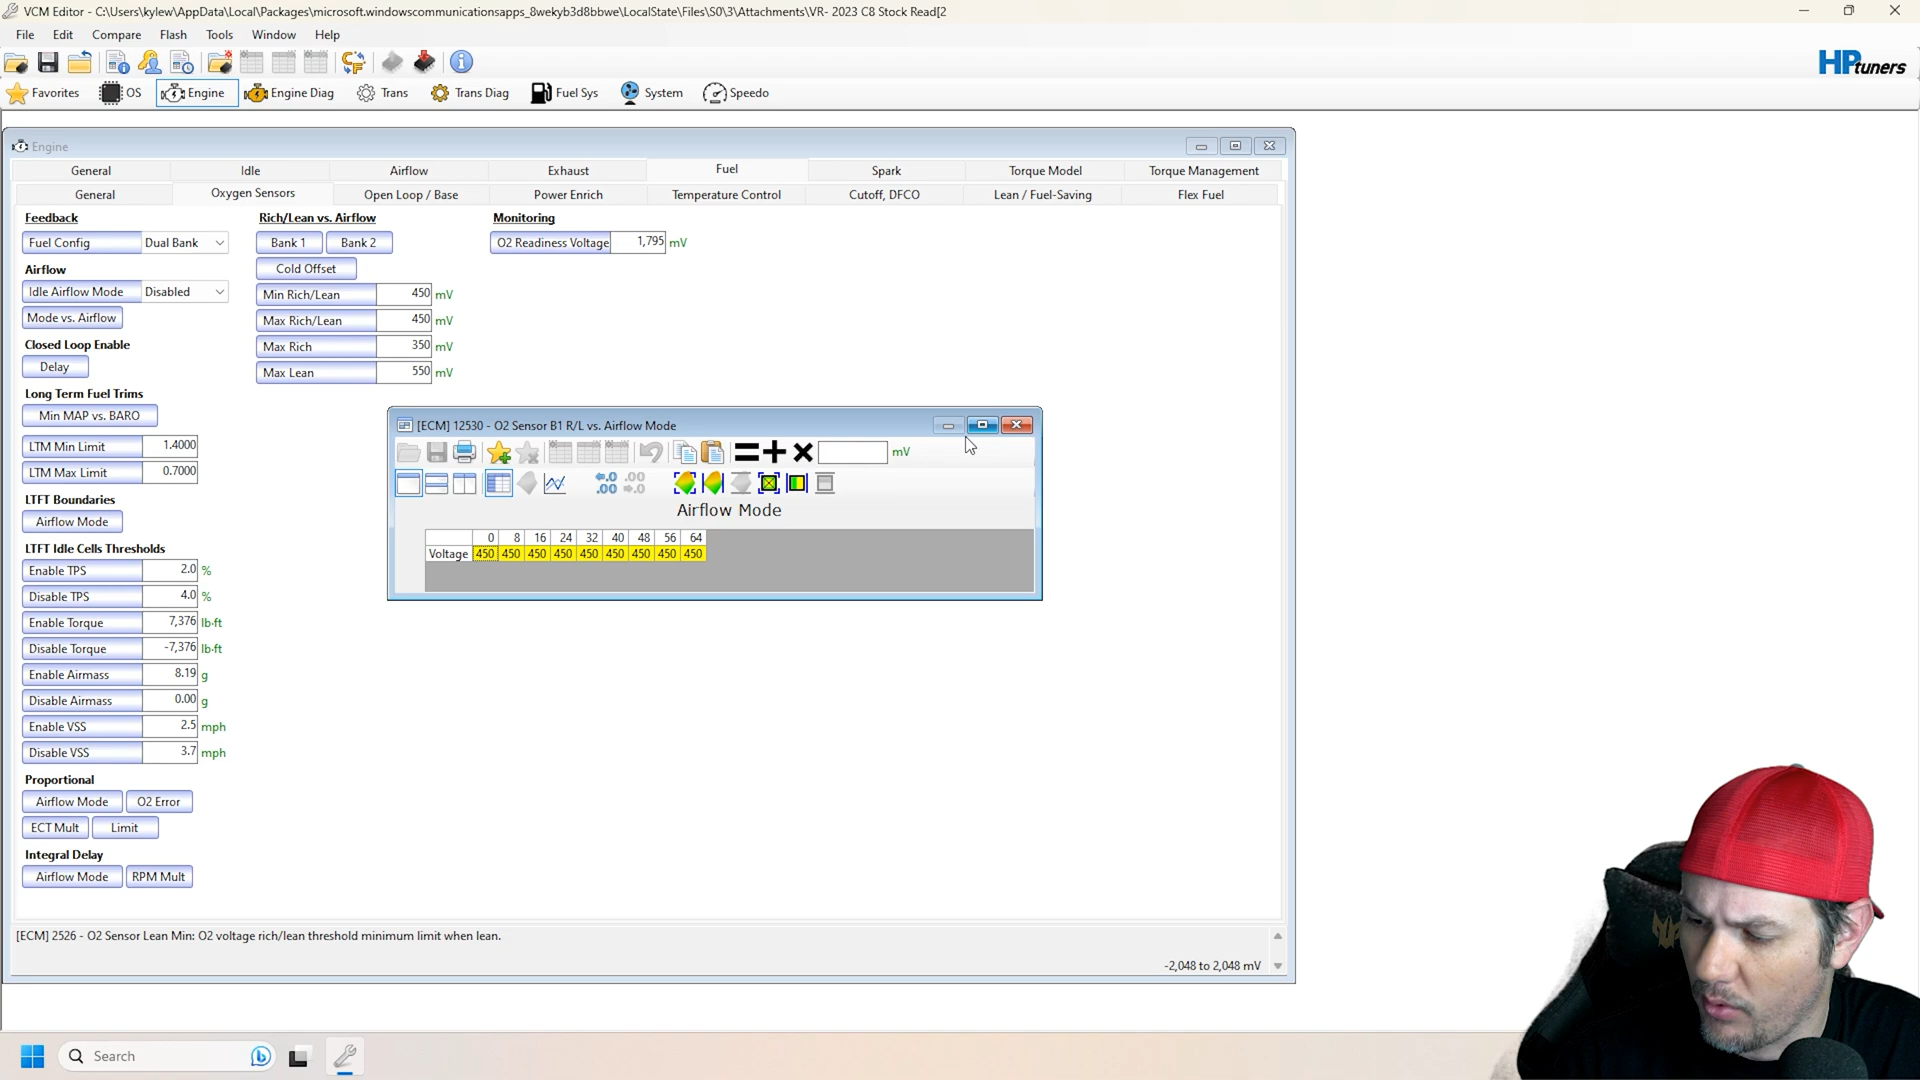 VCM Editor - C:\Users\kylew\AppData\Local\Packages\microsoft.windowscommunicationsapps_8wekyb3d8bbwe\LocalState\Files\S0\3\Attachments\VR- 2023 C8 Stock Read[2
File Edit Compare Flash Tools Window Help
HPtuners
Favorites OS Engine Engine Diag Trans Trans Diag Fuel Sys System Speedo
Engine
General Idle Airflow Exhaust Fuel Spark Torque Model Torque Management
General Oxygen Sensors Open Loop / Base Power Enrich Temperature Control Cutoff, DFCO Lean / Fuel-Saving Flex Fuel
Feedback
Fuel Config Dual Bank
Airflow
Idle Airflow Mode Disabled
Mode vs. Airflow
Closed Loop Enable
Delay
Long Term Fuel Trims
Min MAP vs. BARO
LTM Min Limit 1.4000
LTM Max Limit 0.7000
LTFT Boundaries
Airflow Mode
LTFT Idle Cells Thresholds
Enable TPS 2.0 %
Disable TPS 4.0 %
Enable Torque 7,376 lb·ft
Disable Torque -7,376 lb·ft
Enable Airmass 8.19 g
Disable Airmass 0.00 g
Enable VSS 2.5 mph
Disable VSS 3.7 mph
Proportional
Airflow Mode O2 Error
ECT Mult Limit
Integral Delay
Airflow Mode RPM Mult
Rich/Lean vs. Airflow
Bank 1 Bank 2
Cold Offset
Min Rich/Lean 450 mV
Max Rich/Lean 450 mV
Max Rich 350 mV
Max Lean 550 mV
Monitoring
O2 Readiness Voltage 1,795 mV
[ECM] 12530 - O2 Sensor B1 R/L vs. Airflow Mode
mV
←.0 .00
.00 →.0
Airflow Mode
0 8 16 24 32 40 48 56 64
Voltage 450 450 450 450 450 450 450 450 450
[ECM] 2526 - O2 Sensor Lean Min: O2 voltage rich/lean threshold minimum limit when lean.
-2,048 to 2,048 mV
Search